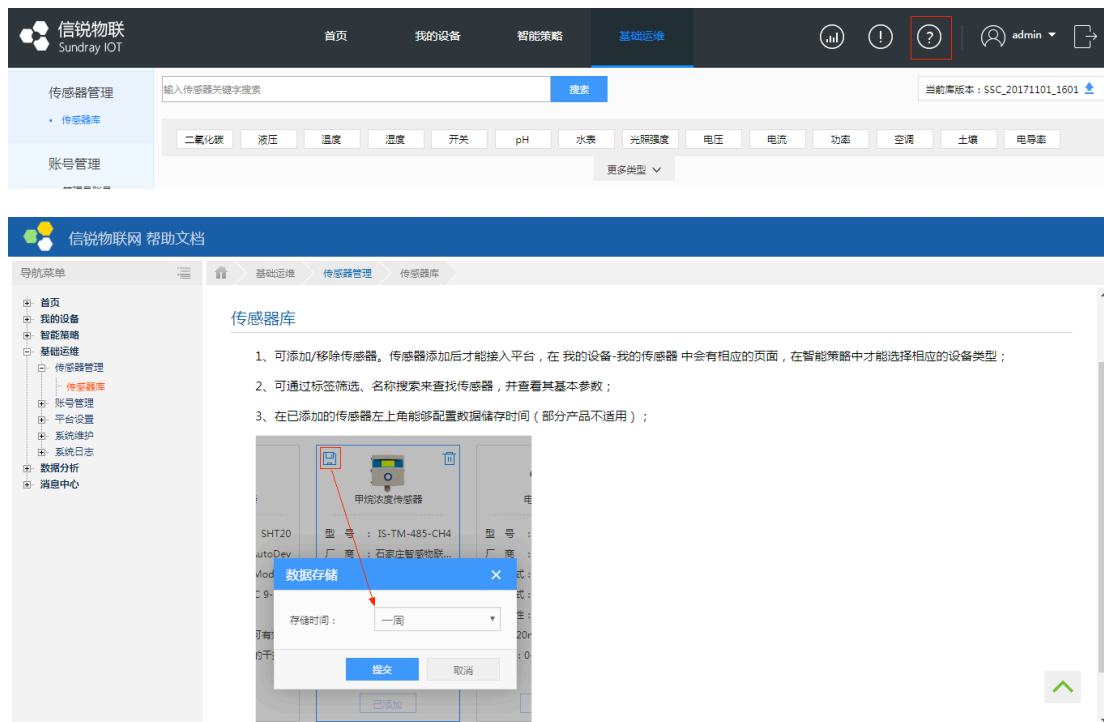 信锐物联
Sundray IOT
首页 我的设备 智能策略 基础运维 admin
传感器管理
传感器库
账号管理
输入传感器关键字搜索 搜索 当前库版本：SSC_20171101_1601
二氧化碳 液压 温度 湿度 开关 pH 水表 光照强度 电压 电流 功率 空调 土壤 电导率
更多类型
信锐物联网 帮助文档
导航菜单
首页
我的设备
智能策略
基础运维
传感器管理
传感器库
账号管理
平台设置
系统维护
系统日志
数据分析
消息中心
基础运维 传感器管理 传感器库
传感器库
1、可添加/移除传感器。传感器添加后才能接入平台，在 我的设备-我的传感器 中会有相应的页面，在智能策略中才能选择相应的设备类型；
2、可通过标签筛选、名称搜索来查找传感器，并查看其基本参数；
3、在已添加的传感器左上角能够配置数据储存时间（部分产品不适用）；
甲烷浓度传感器
SHT20 型 号 ：IS-TM-485-CH4 型 号 ：
utoDev 厂 商 ：石家庄智感物联... 厂 商 ：
数据存储
存储时间： 一周
提交 取消
已添加